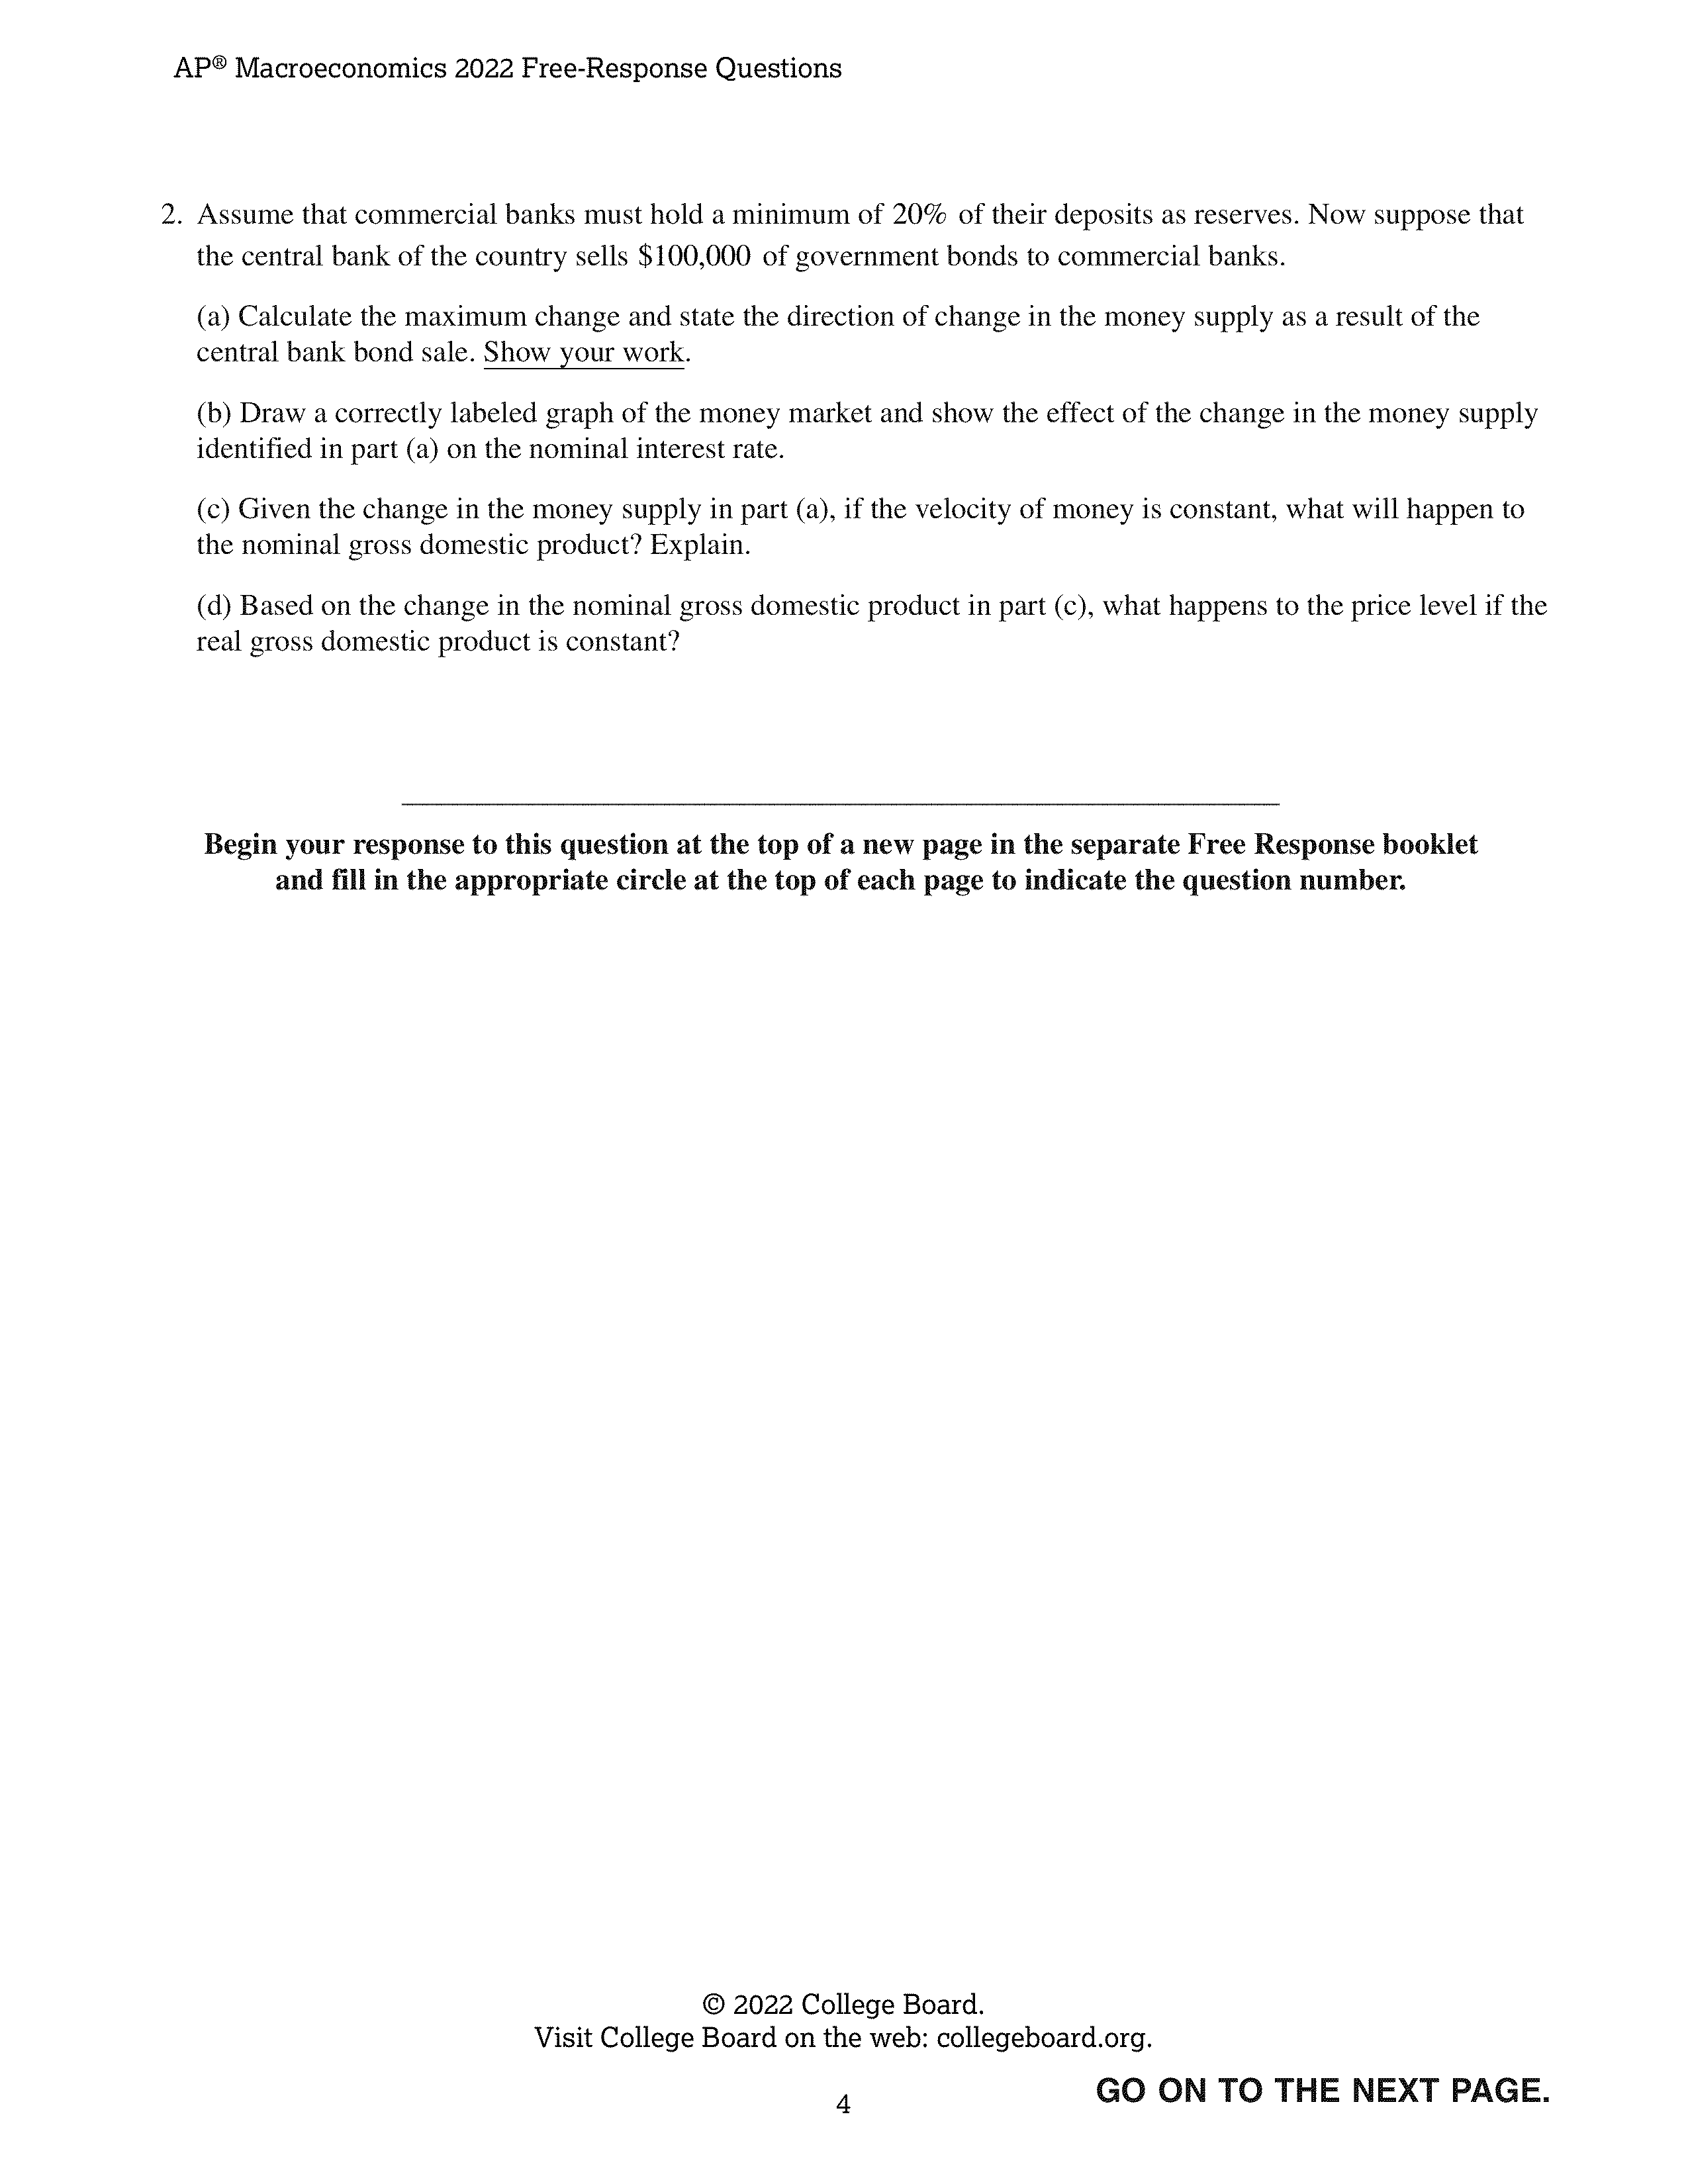 AP® Macroeconomics 2022 Free-Response Questions
2. Assume that commercial banks must hold a minimum of 20% of their deposits as reserves. Now suppose that
the central bank of the country sells $100,000 of government bonds to commercial banks.
(a) Calculate the maximum change and state the direction of change in the money supply as a result of the
central bank bond sale. Show your work.
(b) Draw a correctly labeled graph of the money market and show the effect of the change in the money supply
identified in part (a) on the nominal interest rate.
(c) Given the change in the money supply in part (a), if the velocity of money is constant, what will happen to
the nominal gross domestic product? Explain.
(d) Based on the change in the nominal gross domestic product in part (c), what happens to the price level if the
real gross domestic product is constant?
Begin your response to this question at the top of a new page in the separate Free Response booklet
and fill in the appropriate circle at the top of each page to indicate the question number.
© 2022 College Board.
Visit College Board on the web: collegeboard.org.
GO ON TO THE NEXT PAGE.
4